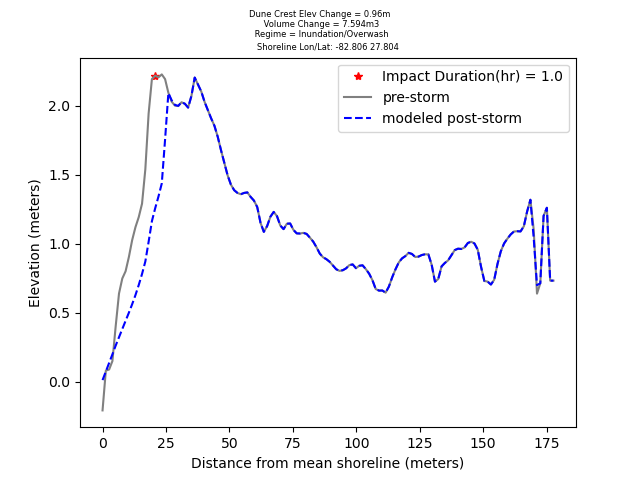 Dune Crest Elev Change = 0.96m
Volume Change = 7.594m3
Regime = Inundation/Overwash
Shoreline Lon/Lat: -82.806 27.804
Impact Duration(hr) = 1.0
pre-storm
modeled post-storm
Elevation (meters)
2.0
1.5
1.0
0.5
0.0
0 25 50 75 100 125 150 175
Distance from mean shoreline (meters)